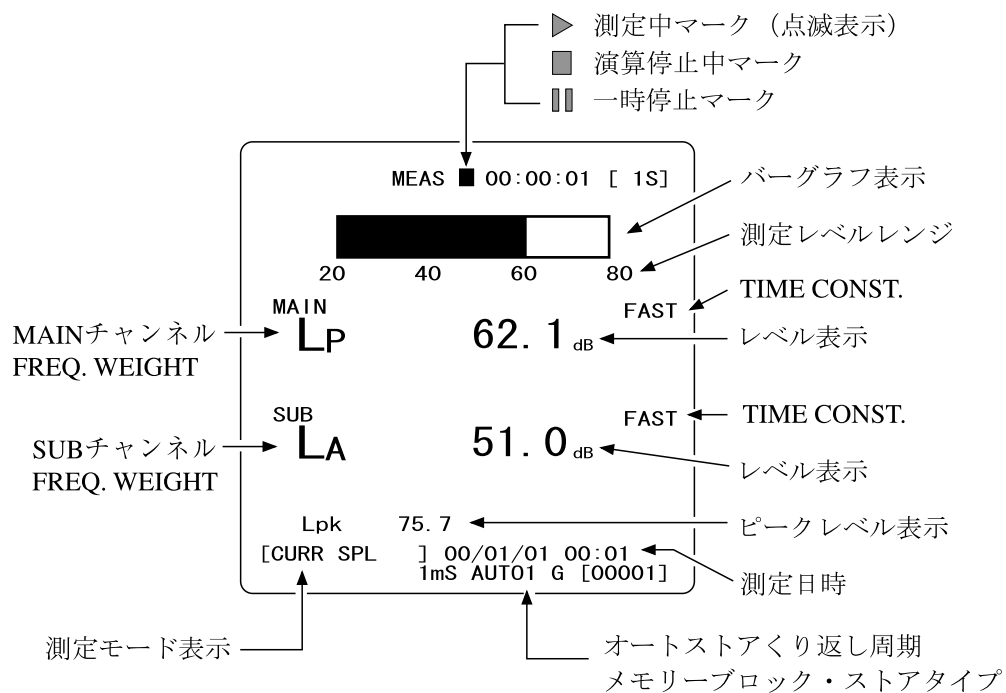 測定中マーク（点滅表示）
演算停止中マーク
一時停止マーク
MEAS 00:00:01 [ 1S]
バーグラフ表示
測定レベルレンジ
20 40 60 80
TIME CONST.
MAIN
FAST
MAINチャンネル
FREQ. WEIGHT
LP 62.1 dB
レベル表示
SUB
FAST
TIME CONST.
SUBチャンネル
FREQ. WEIGHT
LA 51.0 dB
レベル表示
Lpk 75.7
ピークレベル表示
[CURR SPL ] 00/01/01 00:01
1mS AUTO1 G [00001]
測定日時
測定モード表示
オートストアくり返し周期
メモリーブロック・ストアタイプ